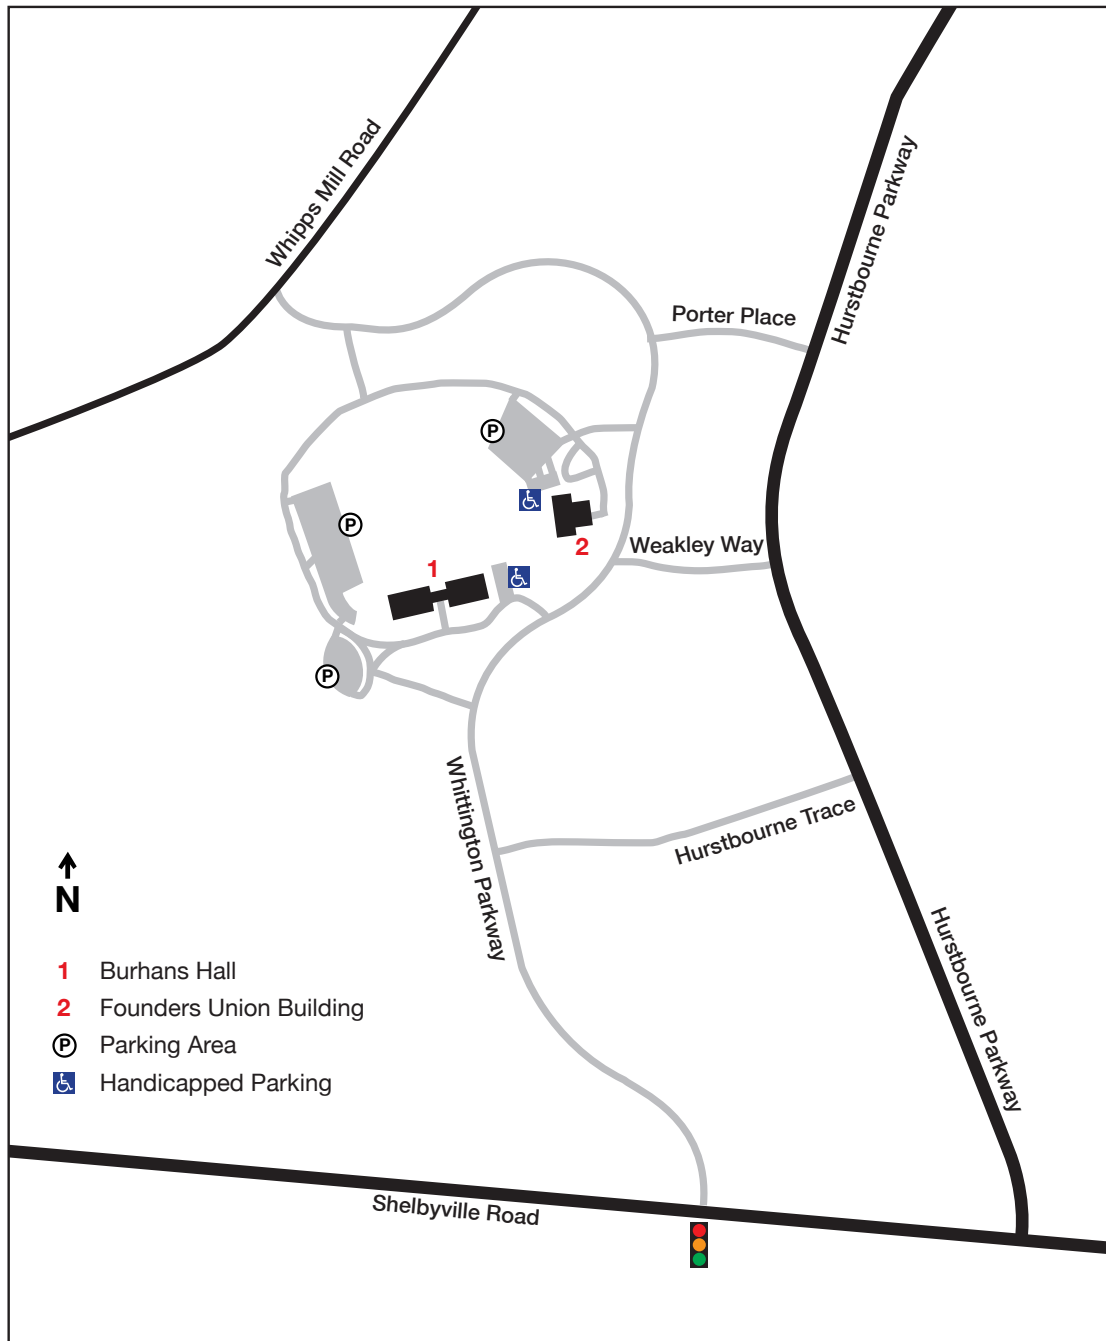 Whipps Mill Road
Hurstbourne Parkway
Porter Place
P
2
Weakley Way
P
1
P
Whittington Parkway
Hurstbourne Trace
N
Hurstbourne Parkway
1 Burhans Hall
2 Founders Union Building
P Parking Area
Handicapped Parking
Shelbyville Road